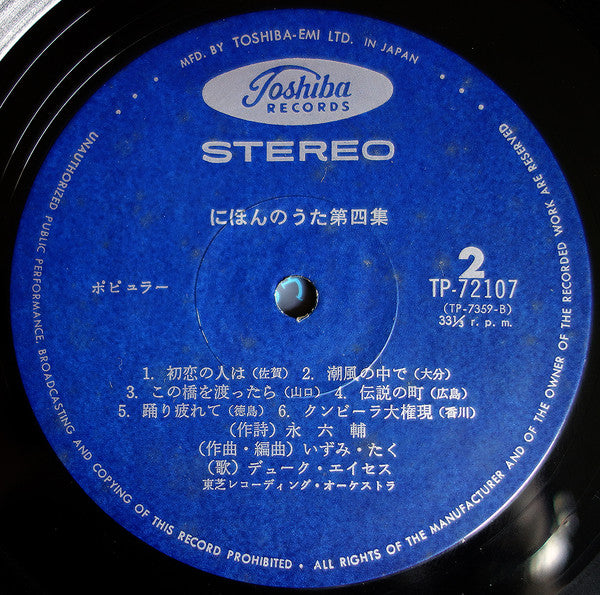 MFD. BY TOSHIBA-EMI LTD. IN JAPAN
Toshiba
RECORDS
STEREO
にほんのうた第四集
ポピュラー
2
TP-72107
(TP-7359-B)
33⅓ r. p. m.
1. 初恋の人は(佐賀) 2. 潮風の中で(大分)
3. この橋を渡ったら(山口) 4. 伝説の町(広島)
5. 踊り疲れて(徳島) 6. クンビーラ大権現(香川)
(作詩) 永 六 輔
(作曲・編曲) いずみ・たく
(歌) デューク・エイセス
東芝レコーディング・オーケストラ
UNAUTHORIZED PUBLIC PERFORMANCE, BROADCASTING AND COPYING OF THIS RECORD PROHIBITED • ALL RIGHTS OF THE MANUFACTURER AND OF THE OWNER OF THE RECORDED WORK ARE RESERVED